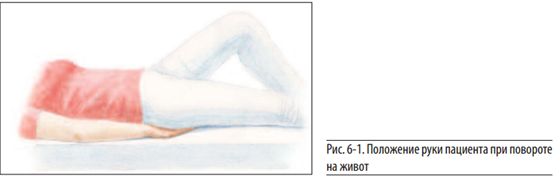 Рис. 6-1. Положение руки пациента при повороте
на живот